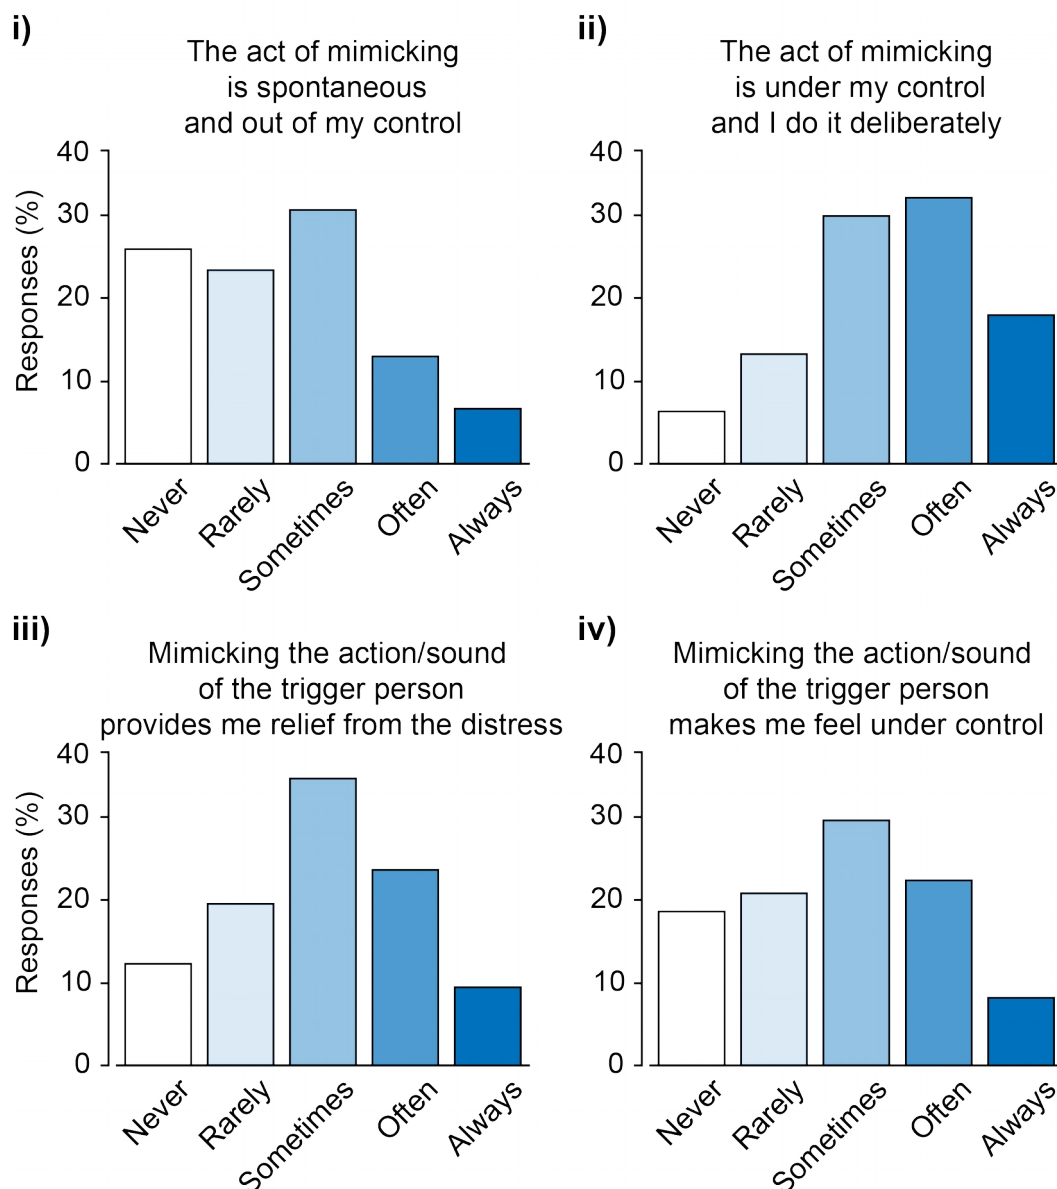 i)
The act of mimicking
is spontaneous
and out of my control
Responses (%)
40
30
20
10
0
Never
Rarely
Sometimes
Often
Always
ii)
The act of mimicking
is under my control
and I do it deliberately
40
30
20
10
0
Never
Rarely
Sometimes
Often
Always
iii)
Mimicking the action/sound
of the trigger person
provides me relief from the distress
Responses (%)
40
30
20
10
0
Never
Rarely
Sometimes
Often
Always
iv)
Mimicking the action/sound
of the trigger person
makes me feel under control
40
30
20
10
0
Never
Rarely
Sometimes
Often
Always